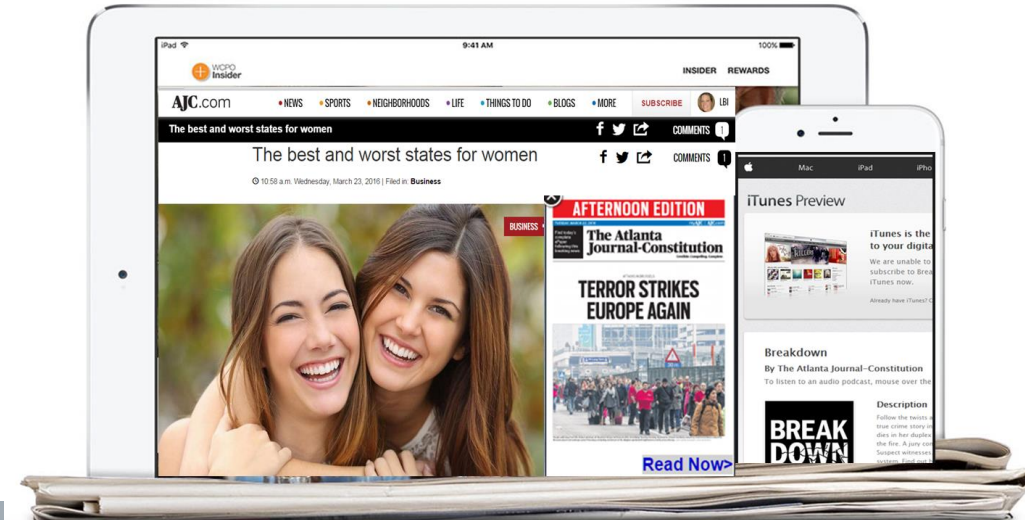 iPad
9:41 AM
100%
WCPO
Insider
INSIDER REWARDS
AJC.com
NEWS
SPORTS
NEIGHBORHOODS
LIFE
THINGS TO DO
BLOGS
MORE
SUBSCRIBE
LBI
The best and worst states for women
COMMENTS 1
The best and worst states for women
COMMENTS 1
10:58 a.m. Wednesday, March 23, 2016 | Filed in: Business
BUSINESS
AFTERNOON EDITION
The Atlanta
Journal-Constitution
TERROR STRIKES
EUROPE AGAIN
Read Now>
Mac iPad iPho
iTunes Preview
iTunes is the
to your digita
We are unable to
subscribe to Brea
iTunes now.
Already have iTunes? C
Breakdown
By The Atlanta Journal-Constitution
To listen to an audio podcast, mouse over the
BREAK
DOWN
Description
Follow the twists a
true crime story in
dies in her duplex
the fire. A jury con
Suspect witnesses,
system. Find out h